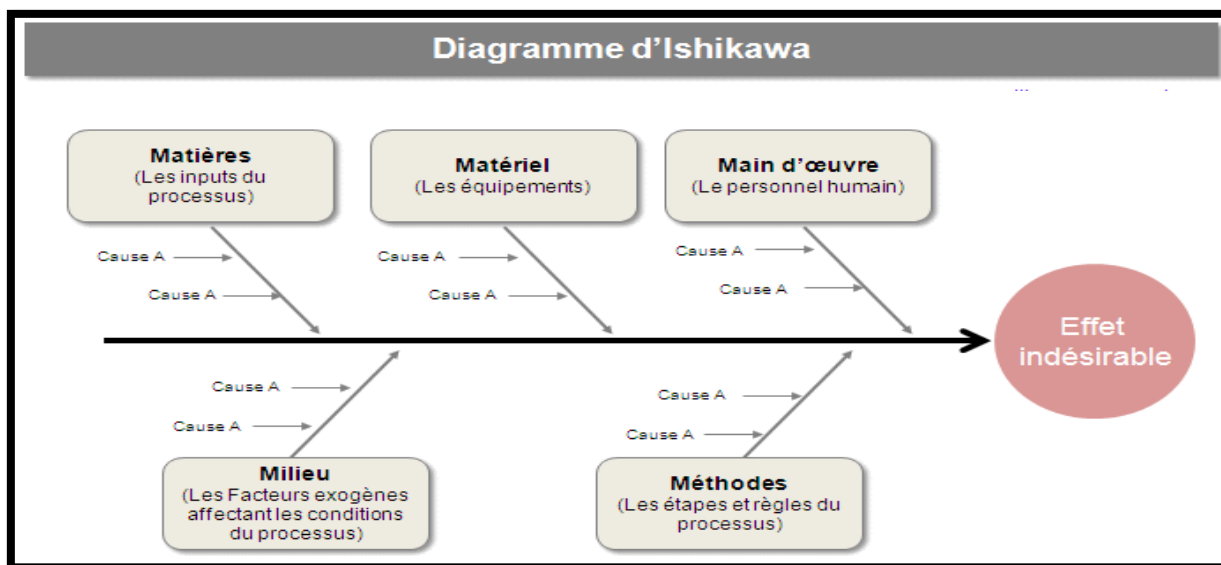 Diagramme d'Ishikawa
Matières
(Les inputs du
processus)
Matériel
(Les équipements)
Main d'œuvre
(Le personnel humain)
Cause A
Cause A
Cause A
Cause A
Cause A
Cause A
Effet
indésirable
Cause A
Cause A
Cause A
Cause A
Milieu
(Les Facteurs exogènes
affectant les conditions
du processus)
Méthodes
(Les étapes et règles du
processus)